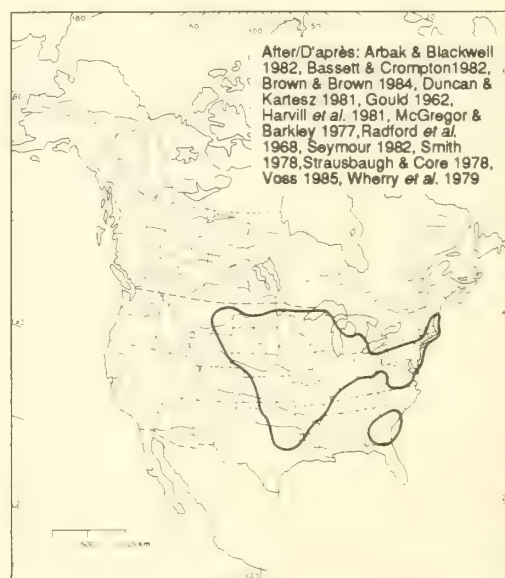 After/D'après: Arbak & Blackwell
1982, Bassett & Crompton1982,
Brown & Brown 1984, Duncan &
Kartesz 1981, Gould 1962,
Harvill et al. 1981, McGregor &
Barkley 1977,Radford et al.
1968, Seymour 1982, Smith
1978,Strausbaugh & Core 1978,
Voss 1985, Wherry et al. 1979